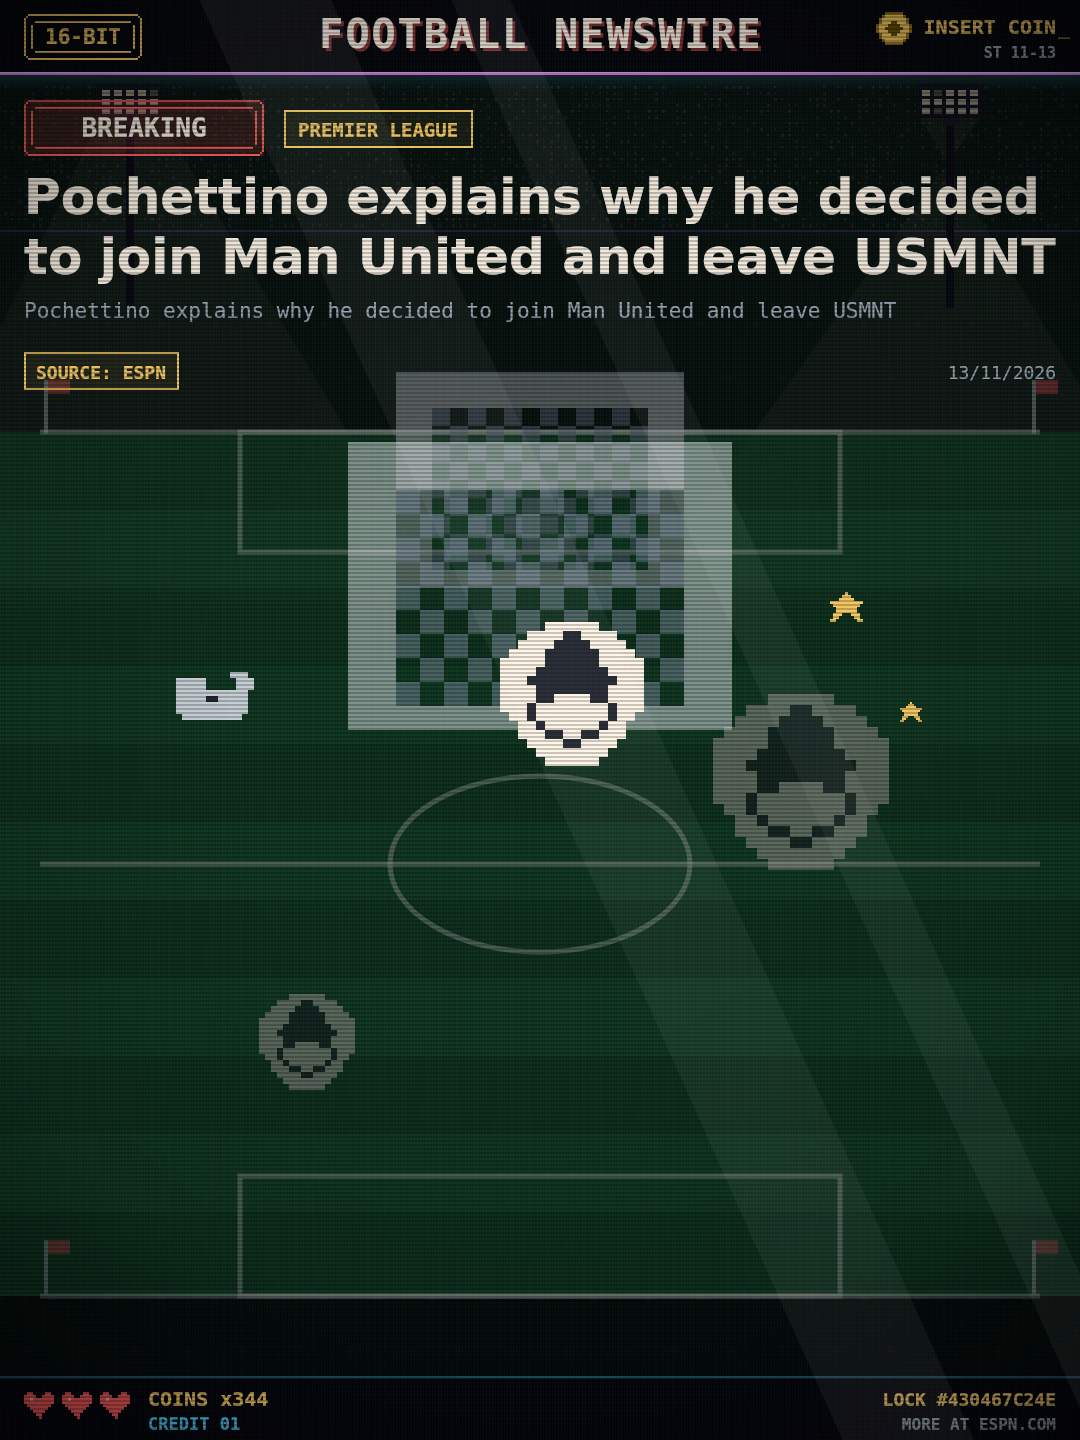 16-BIT
FOOTBALL NEWSWIRE
INSERT COIN_
ST 11-13
BREAKING
PREMIER LEAGUE
Pochettino explains why he decided
to join Man United and leave USMNT
Pochettino explains why he decided to join Man United and leave USMNT
SOURCE: ESPN
13/11/2026
COINS x344
CREDIT 01
LOCK #430467C24E
MORE AT ESPN.COM